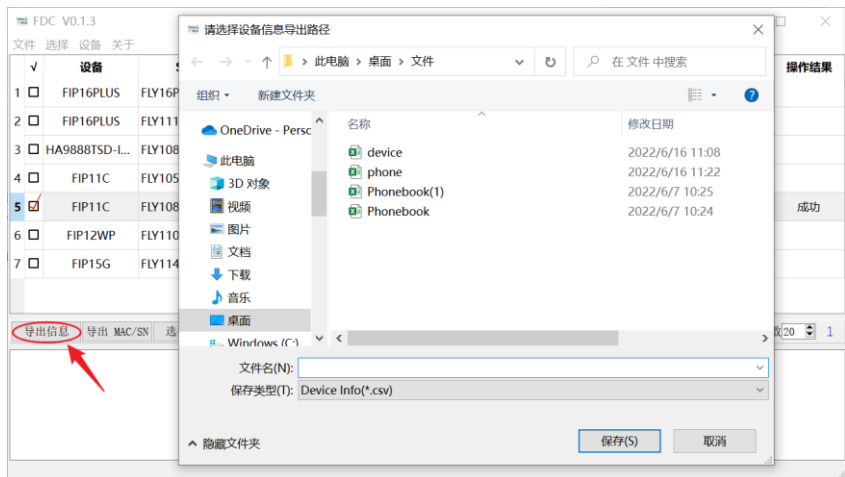 FDC V0.1.3
文件 选择 设备 关于
√ 设备 操作结果
1 FIP16PLUS FLY16P
2 FIP16PLUS FLY111
3 HA9888TSD-I... FLY108
4 FIP11C FLY105
5 FIP11C FLY108 成功
6 FIP12WP FLY110
7 FIP15G FLY114
导出信息 导出 MAC/SN 选 20 1
请选择设备信息导出路径
此电脑 › 桌面 › 文件 在 文件 中搜索
组织 新建文件夹
名称 修改日期
OneDrive - Persc
此电脑
3D 对象
视频
图片
文档
下载
音乐
桌面
Windows (C:)
device 2022/6/16 11:08
phone 2022/6/16 11:22
Phonebook(1) 2022/6/7 10:25
Phonebook 2022/6/7 10:24
文件名(N):
保存类型(T): Device Info(*.csv)
隐藏文件夹 保存(S) 取消